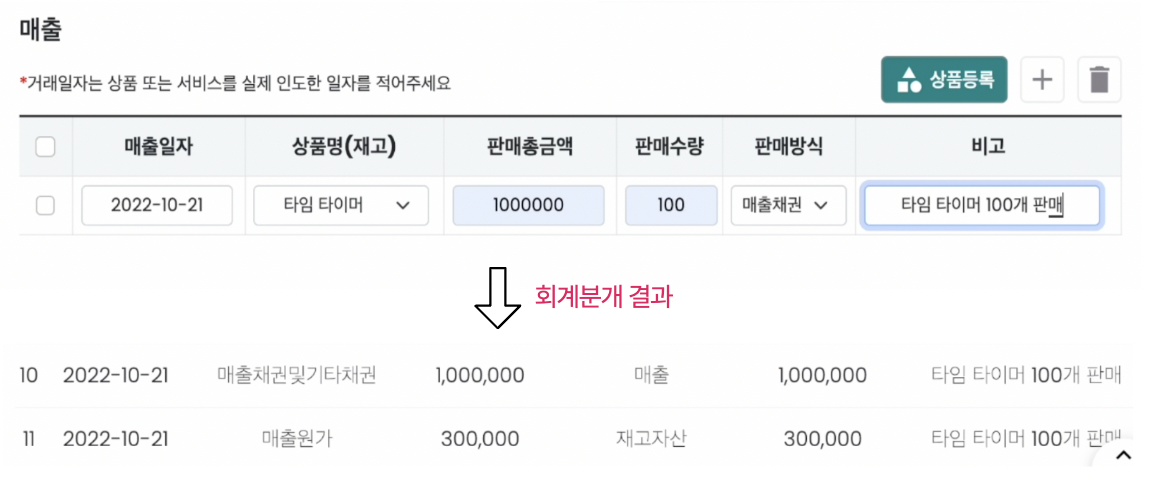 매출
*거래일자는 상품 또는 서비스를 실제 인도한 일자를 적어주세요
상품등록
매출일자 상품명(재고) 판매총금액 판매수량 판매방식 비고
2022-10-21 타임 타이머 1000000 100 매출채권 타임 타이머 100개 판매
회계분개 결과
10 2022-10-21 매출채권및기타채권 1,000,000 매출 1,000,000 타임 타이머 100개 판매
11 2022-10-21 매출원가 300,000 재고자산 300,000 타임 타이머 100개 판매